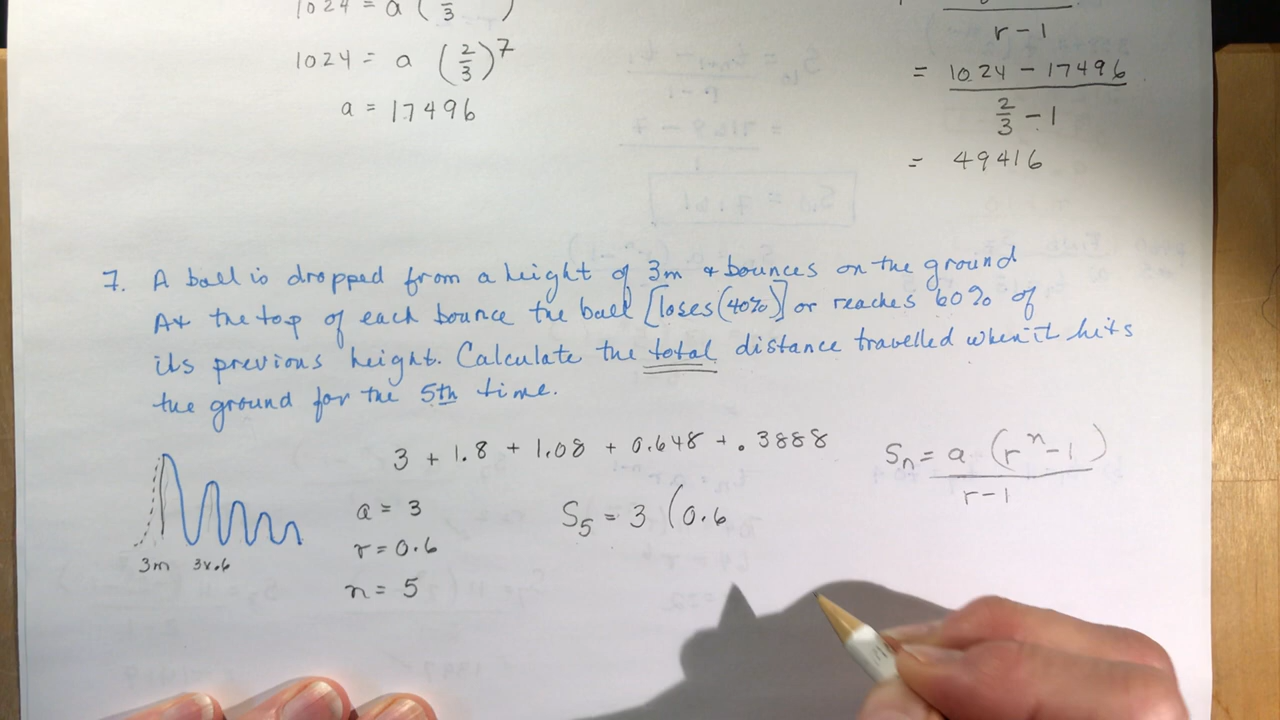 1024 = a (  3 )
1024 = a (2/3)^7
a = 17496
r - 1
= 1024 - 17496
2/3 - 1
= 49416
7. A ball is dropped from a height of 3m & bounces on the ground
At the top of each bounce the ball [loses (40%)] or reaches 60% of
its previous height. Calculate the total distance travelled when it hits
the ground for the 5th time.
3 + 1.8 + 1.08 + 0.648 + .3888
Sn = a (r^n - 1)
r - 1
a = 3
S5 = 3 (0.6
r = 0.6
3m 3x.6
n = 5